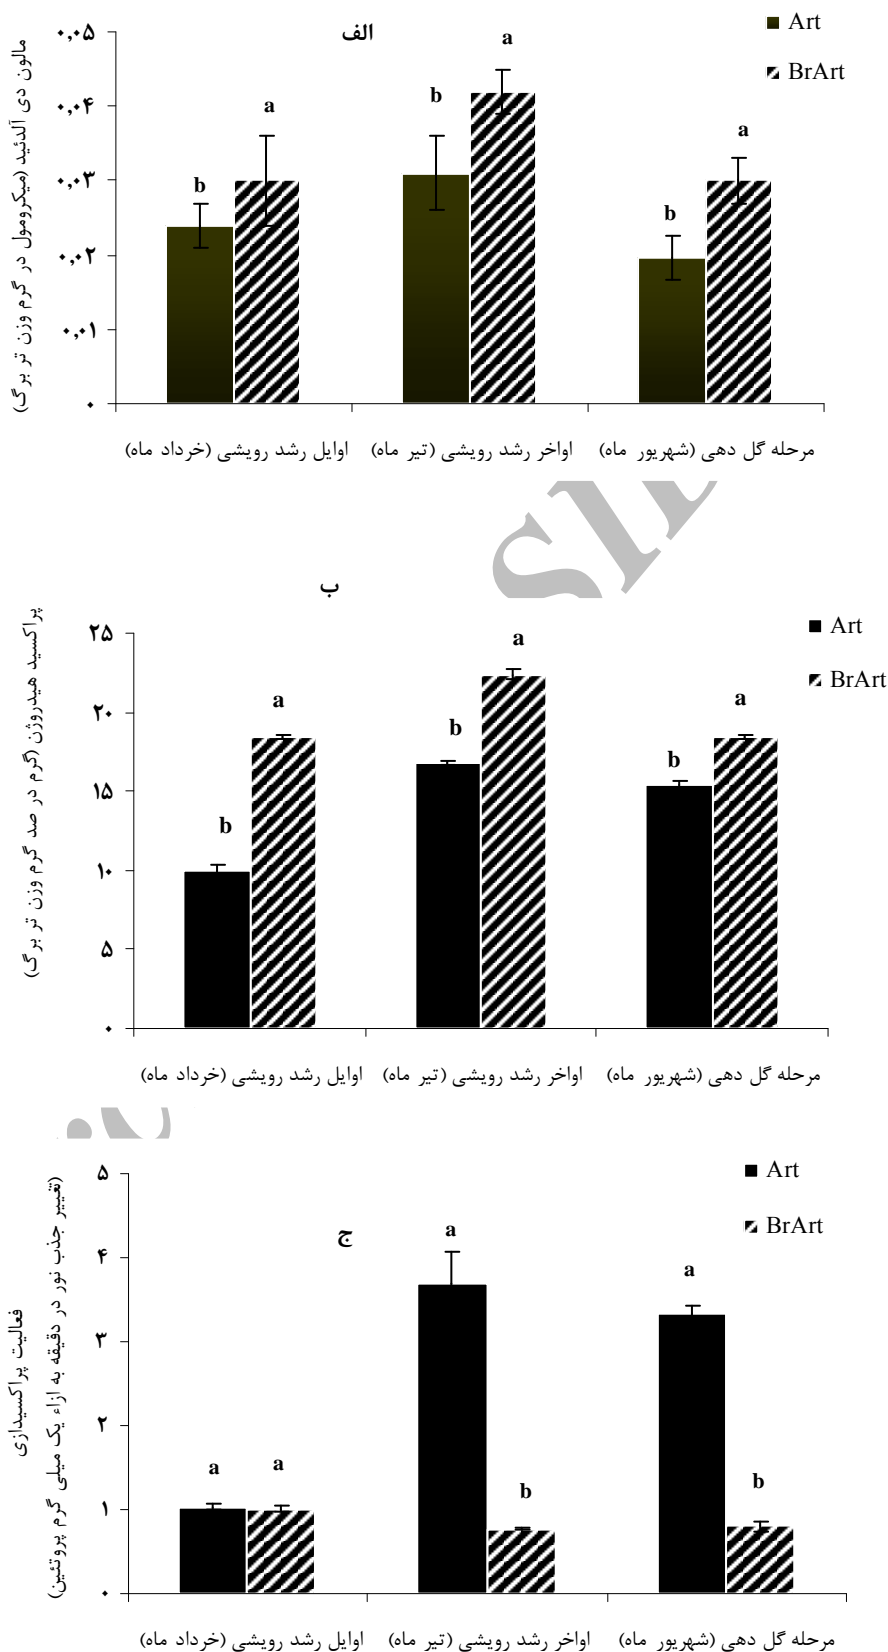 الف
Art
BrArt
مالون دی آلدئید (میکرومول در گرم وزن تر برگ)
۰,۰۵
۰,۰۴
۰,۰۳
۰,۰۲
۰,۰۱
۰
b
a
b
a
b
a
اوایل رشد رویشی (خرداد ماه)
اواخر رشد رویشی (تیر ماه)
مرحله گل دهی (شهریور ماه)
ب
Art
BrArt
پراکسید هیدروژن (گرم در صد گرم وزن تر برگ)
۲۵
۲۰
۱۵
۱۰
۵
۰
b
a
b
a
b
a
اوایل رشد رویشی (خرداد ماه)
اواخر رشد رویشی (تیر ماه)
مرحله گل دهی (شهریور ماه)
ج
Art
BrArt
فعالیت پراکسیدازی
(تغییر جذب نور در دقیقه به ازاء یک میلی گرم پروتئین)
۵
۴
۳
۲
۱
۰
a
a
a
b
a
b
اوایل رشد رویشی (خرداد ماه)
اواخر رشد رویشی (تیر ماه)
مرحله گل دهی (شهریور ماه)